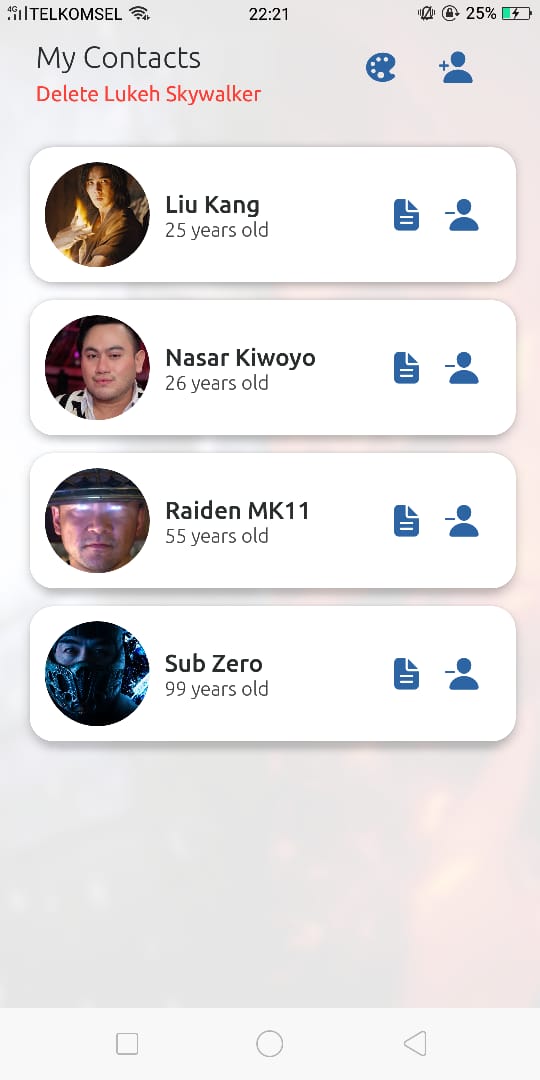 4G TELKOMSEL 22:21 25%
My Contacts
Delete Lukeh Skywalker
Liu Kang
25 years old
Nasar Kiwoyo
26 years old
Raiden MK11
55 years old
Sub Zero
99 years old